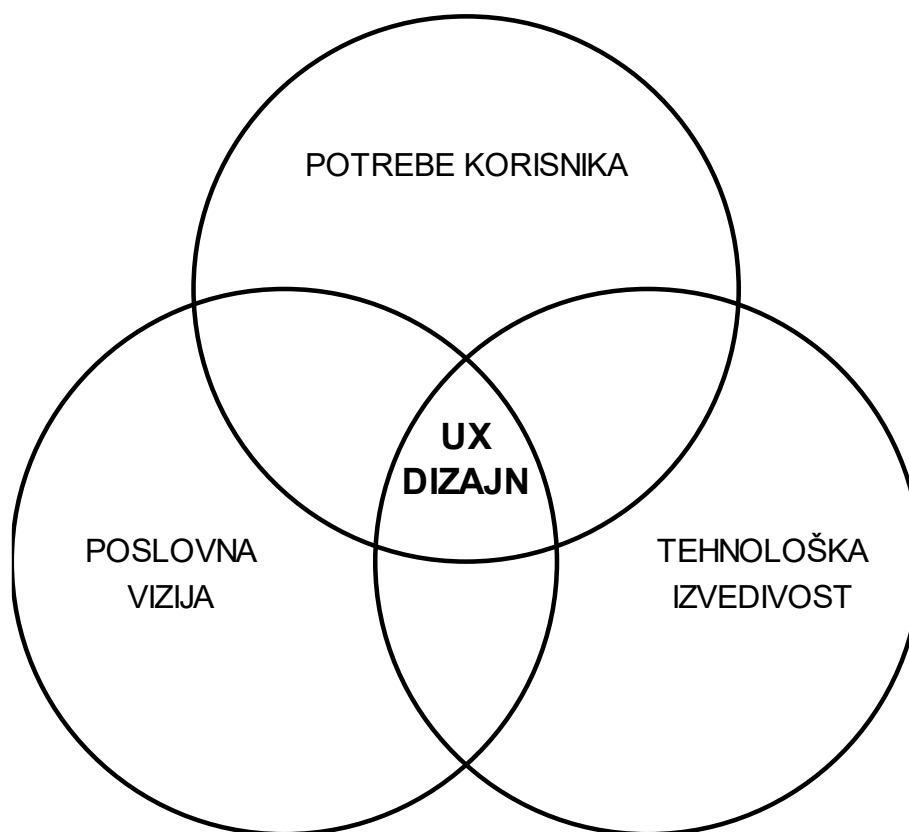 POTREBE KORISNIKA
UX
DIZAJN
POSLOVNA
VIZIJA
TEHNOLOŠKA
IZVEDIVOST